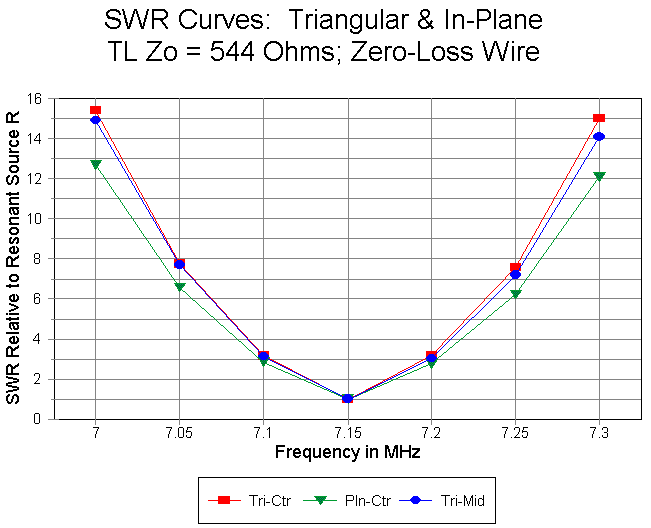 SWR Curves:  Triangular & In-Plane
TL Zo = 544 Ohms; Zero-Loss Wire
SWR Relative to Resonant Source R
16
14
12
10
8
6
4
2
0
7
7.05
7.1
7.15
7.2
7.25
7.3
Frequency in MHz
Tri-Ctr
Pln-Ctr
Tri-Mid